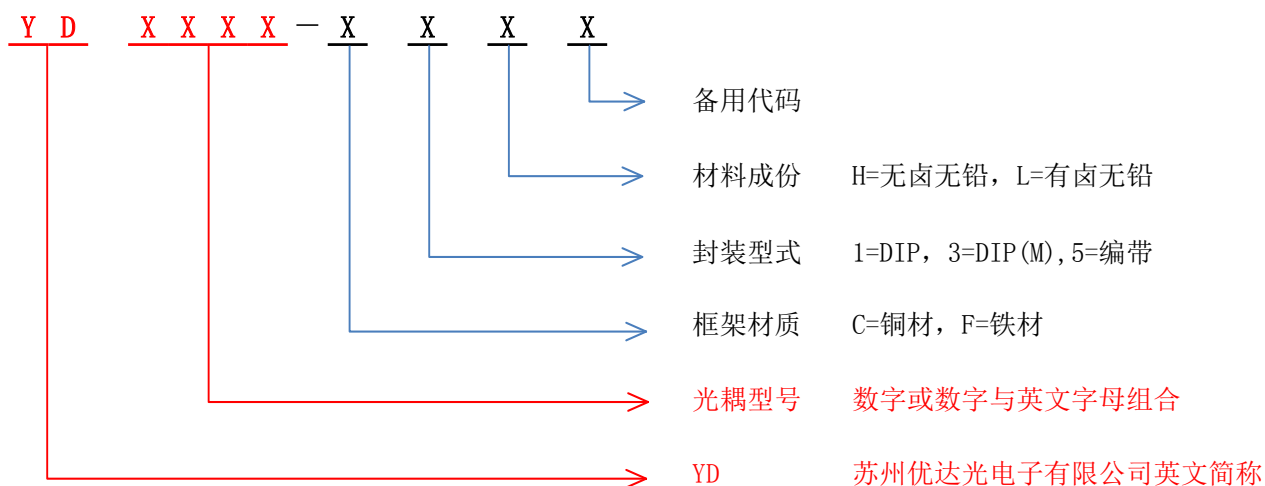 YD XXXX－X X X X
备用代码
材料成份 H=无卤无铅，L=有卤无铅
封装型式 1=DIP，3=DIP(M),5=编带
框架材质 C=铜材，F=铁材
光耦型号 数字或数字与英文字母组合
YD 苏州优达光电子有限公司英文简称